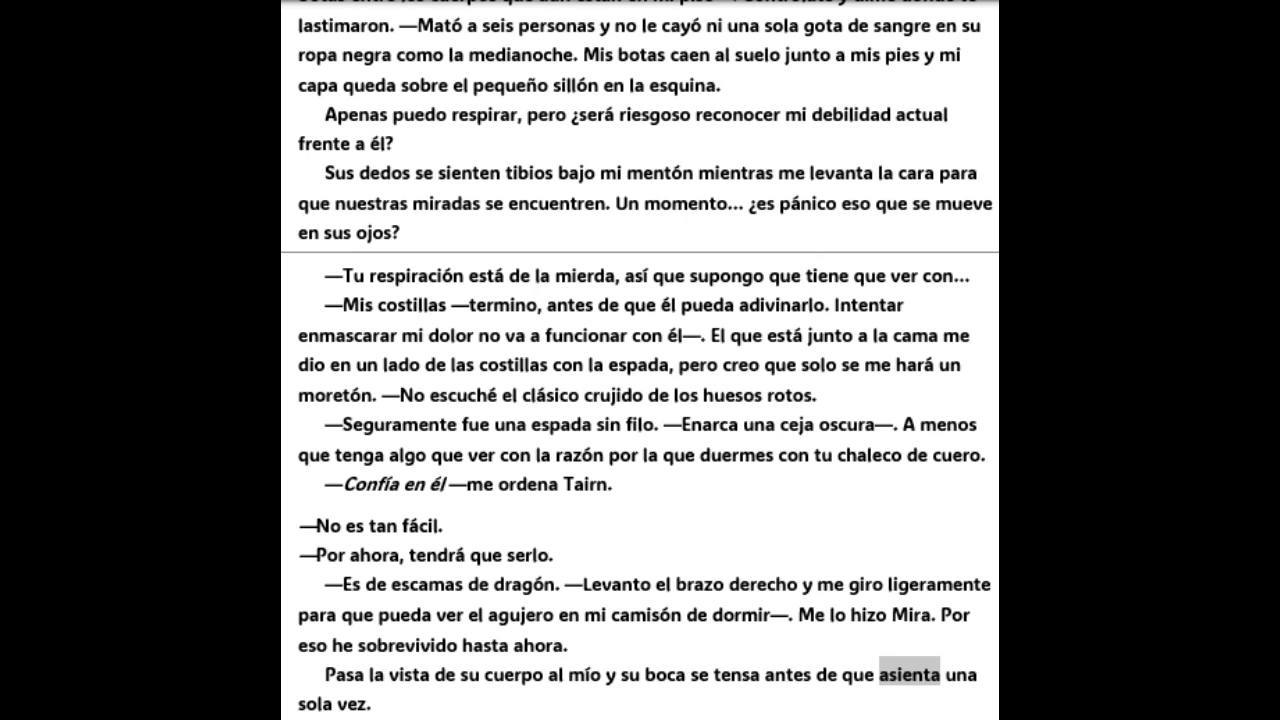 lastimaron. —Mató a seis personas y no le cayó ni una sola gota de sangre en su
ropa negra como la medianoche. Mis botas caen al suelo junto a mis pies y mi
capa queda sobre el pequeño sillón en la esquina.
Apenas puedo respirar, pero ¿será riesgoso reconocer mi debilidad actual
frente a él?
Sus dedos se sienten tibios bajo mi mentón mientras me levanta la cara para
que nuestras miradas se encuentren. Un momento... ¿es pánico eso que se mueve
en sus ojos?
—Tu respiración está de la mierda, así que supongo que tiene que ver con...
—Mis costillas —termino, antes de que él pueda adivinarlo. Intentar
enmascarar mi dolor no va a funcionar con él—. El que está junto a la cama me
dio en un lado de las costillas con la espada, pero creo que solo se me hará un
moretón. —No escuché el clásico crujido de los huesos rotos.
—Seguramente fue una espada sin filo. —Enarca una ceja oscura—. A menos
que tenga algo que ver con la razón por la que duermes con tu chaleco de cuero.
—Confía en él —me ordena Tairn.
—No es tan fácil.
—Por ahora, tendrá que serlo.
—Es de escamas de dragón. —Levanto el brazo derecho y me giro ligeramente
para que pueda ver el agujero en mi camisón de dormir—. Me lo hizo Mira. Por
eso he sobrevivido hasta ahora.
Pasa la vista de su cuerpo al mío y su boca se tensa antes de que asienta una
sola vez.